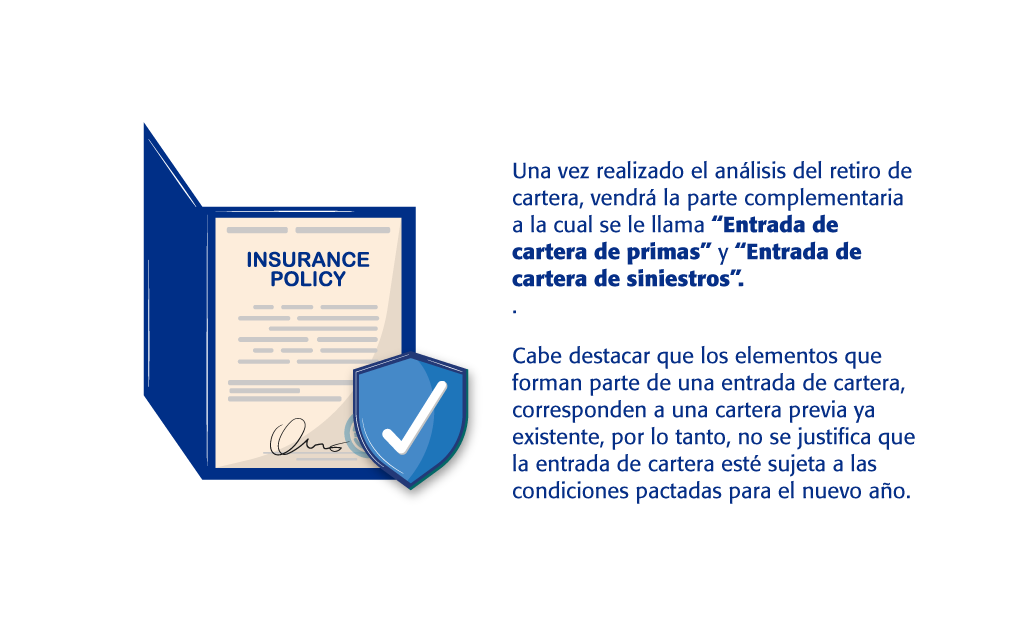 INSURANCE
POLICY
Una vez realizado el análisis del retiro de
cartera, vendrá la parte complementaria
a la cual se le llama “Entrada de
cartera de primas” y “Entrada de
cartera de siniestros”.
.
Cabe destacar que los elementos que
forman parte de una entrada de cartera,
corresponden a una cartera previa ya
existente, por lo tanto, no se justifica que
la entrada de cartera esté sujeta a las
condiciones pactadas para el nuevo año.